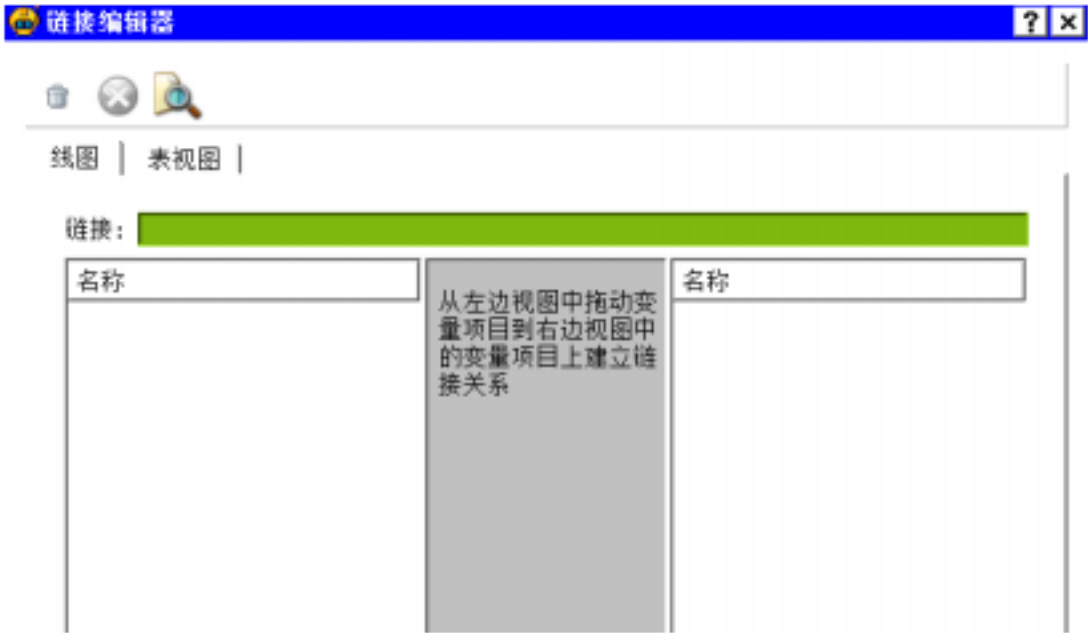 链接编辑器
线图 表视图
链接:
名称
从左边视图中拖动变
量项目到右边视图中
的变量项目上建立链
接关系
名称